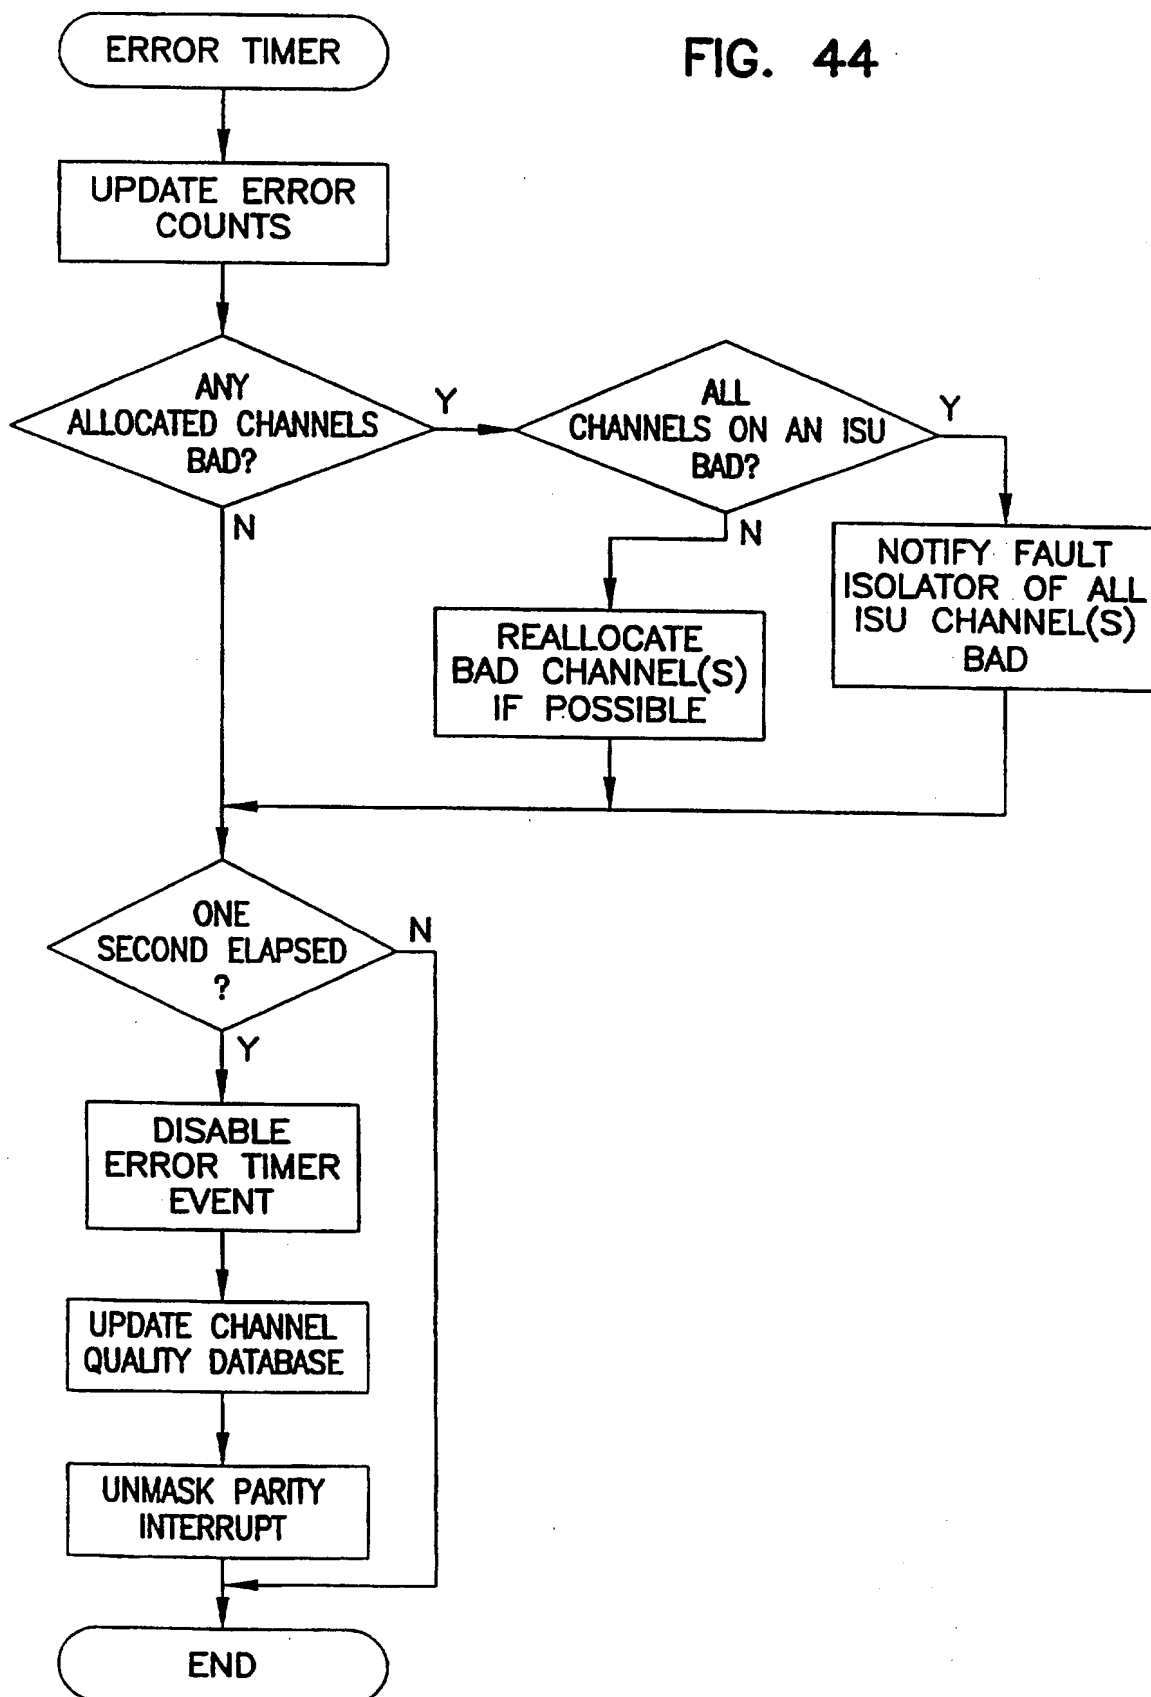 ERROR TIMER
FIG. 44
UPDATE ERROR
COUNTS
ANY
ALLOCATED CHANNELS
BAD?
Y
N
ALL
CHANNELS ON AN ISU
BAD?
Y
N
NOTIFY FAULT
ISOLATOR OF ALL
ISU CHANNEL(S)
BAD
REALLOCATE
BAD CHANNEL(S)
IF POSSIBLE
ONE
SECOND ELAPSED
?
N
Y
DISABLE
ERROR TIMER
EVENT
UPDATE CHANNEL
QUALITY DATABASE
UNMASK PARITY
INTERRUPT
END